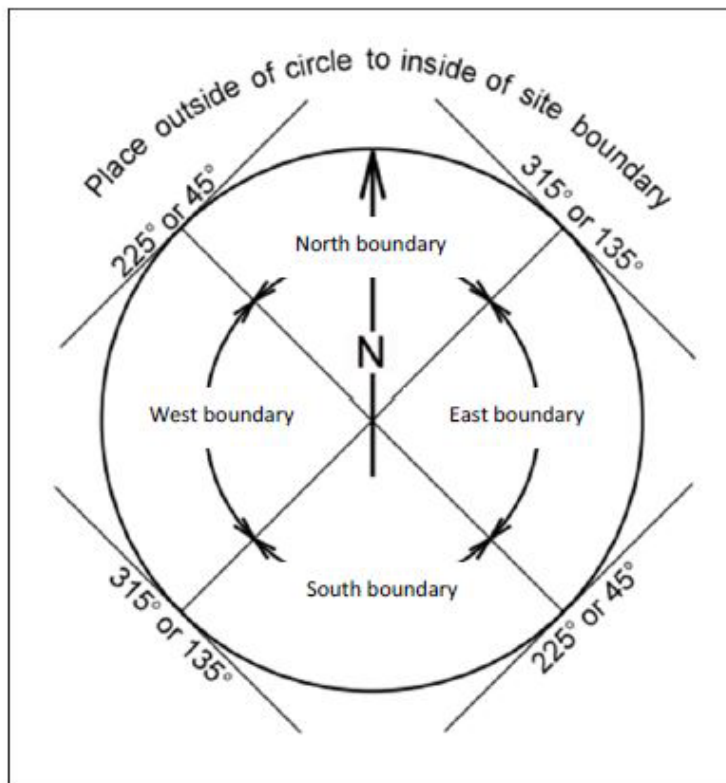 Place outside of circle to inside of site boundary
225° or 45°
315° or 135°
North boundary
N
West boundary
East boundary
South boundary
315° or 135°
225° or 45°